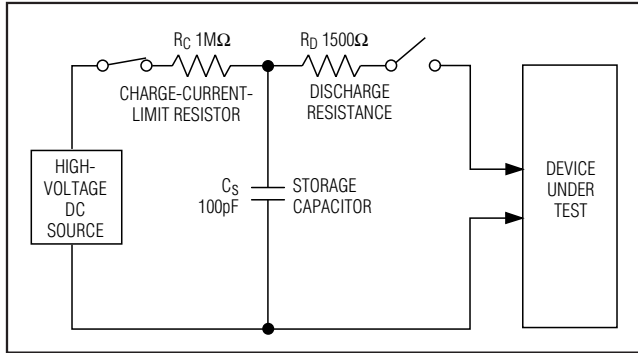 RC 1MΩ
CHARGE-CURRENT-
LIMIT RESISTOR
RD 1500Ω
DISCHARGE
RESISTANCE
HIGH-
VOLTAGE
DC
SOURCE
CS
100pF
STORAGE
CAPACITOR
DEVICE
UNDER
TEST